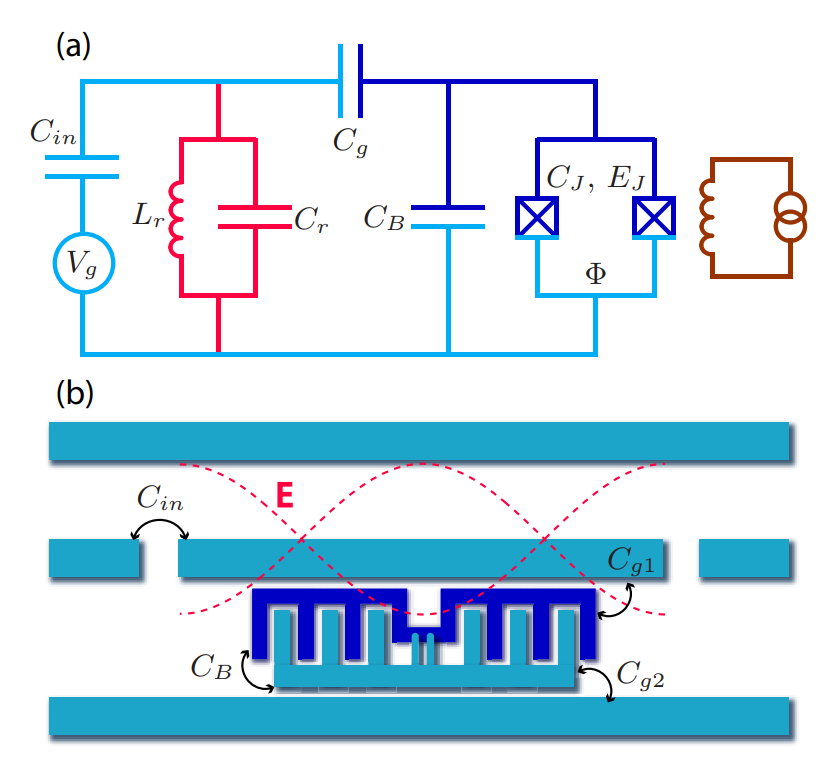 (a)
C_{in}
C_g
C_J, E_J
L_r
C_r
C_B
V_g
Φ
(b)
E
C_{in}
C_{g1}
C_B
C_{g2}